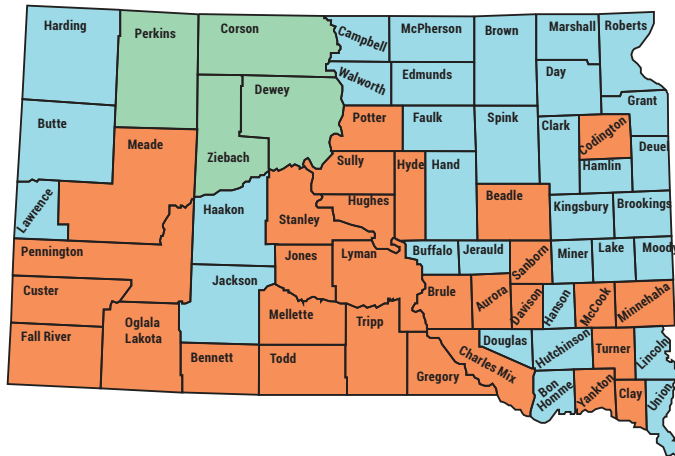 Harding
Perkins
Corson
Campbell
McPherson
Brown
Marshall
Roberts
Walworth
Edmunds
Day
Dewey
Grant
Butte
Potter
Faulk
Spink
Clark
Codington
Deuel
Meade
Ziebach
Sully
Hyde
Hand
Hamlin
Lawrence
Haakon
Stanley
Hughes
Beadle
Kingsbury
Brookings
Pennington
Jones
Lyman
Buffalo
Jerauld
Sanborn
Miner
Lake
Moody
Custer
Jackson
Mellette
Tripp
Brule
Aurora
Davison
Hanson
McCook
Minnehaha
Fall River
Oglala
Lakota
Bennett
Todd
Gregory
Charles Mix
Douglas
Hutchinson
Turner
Lincoln
Bon
Homme
Yankton
Clay
Union